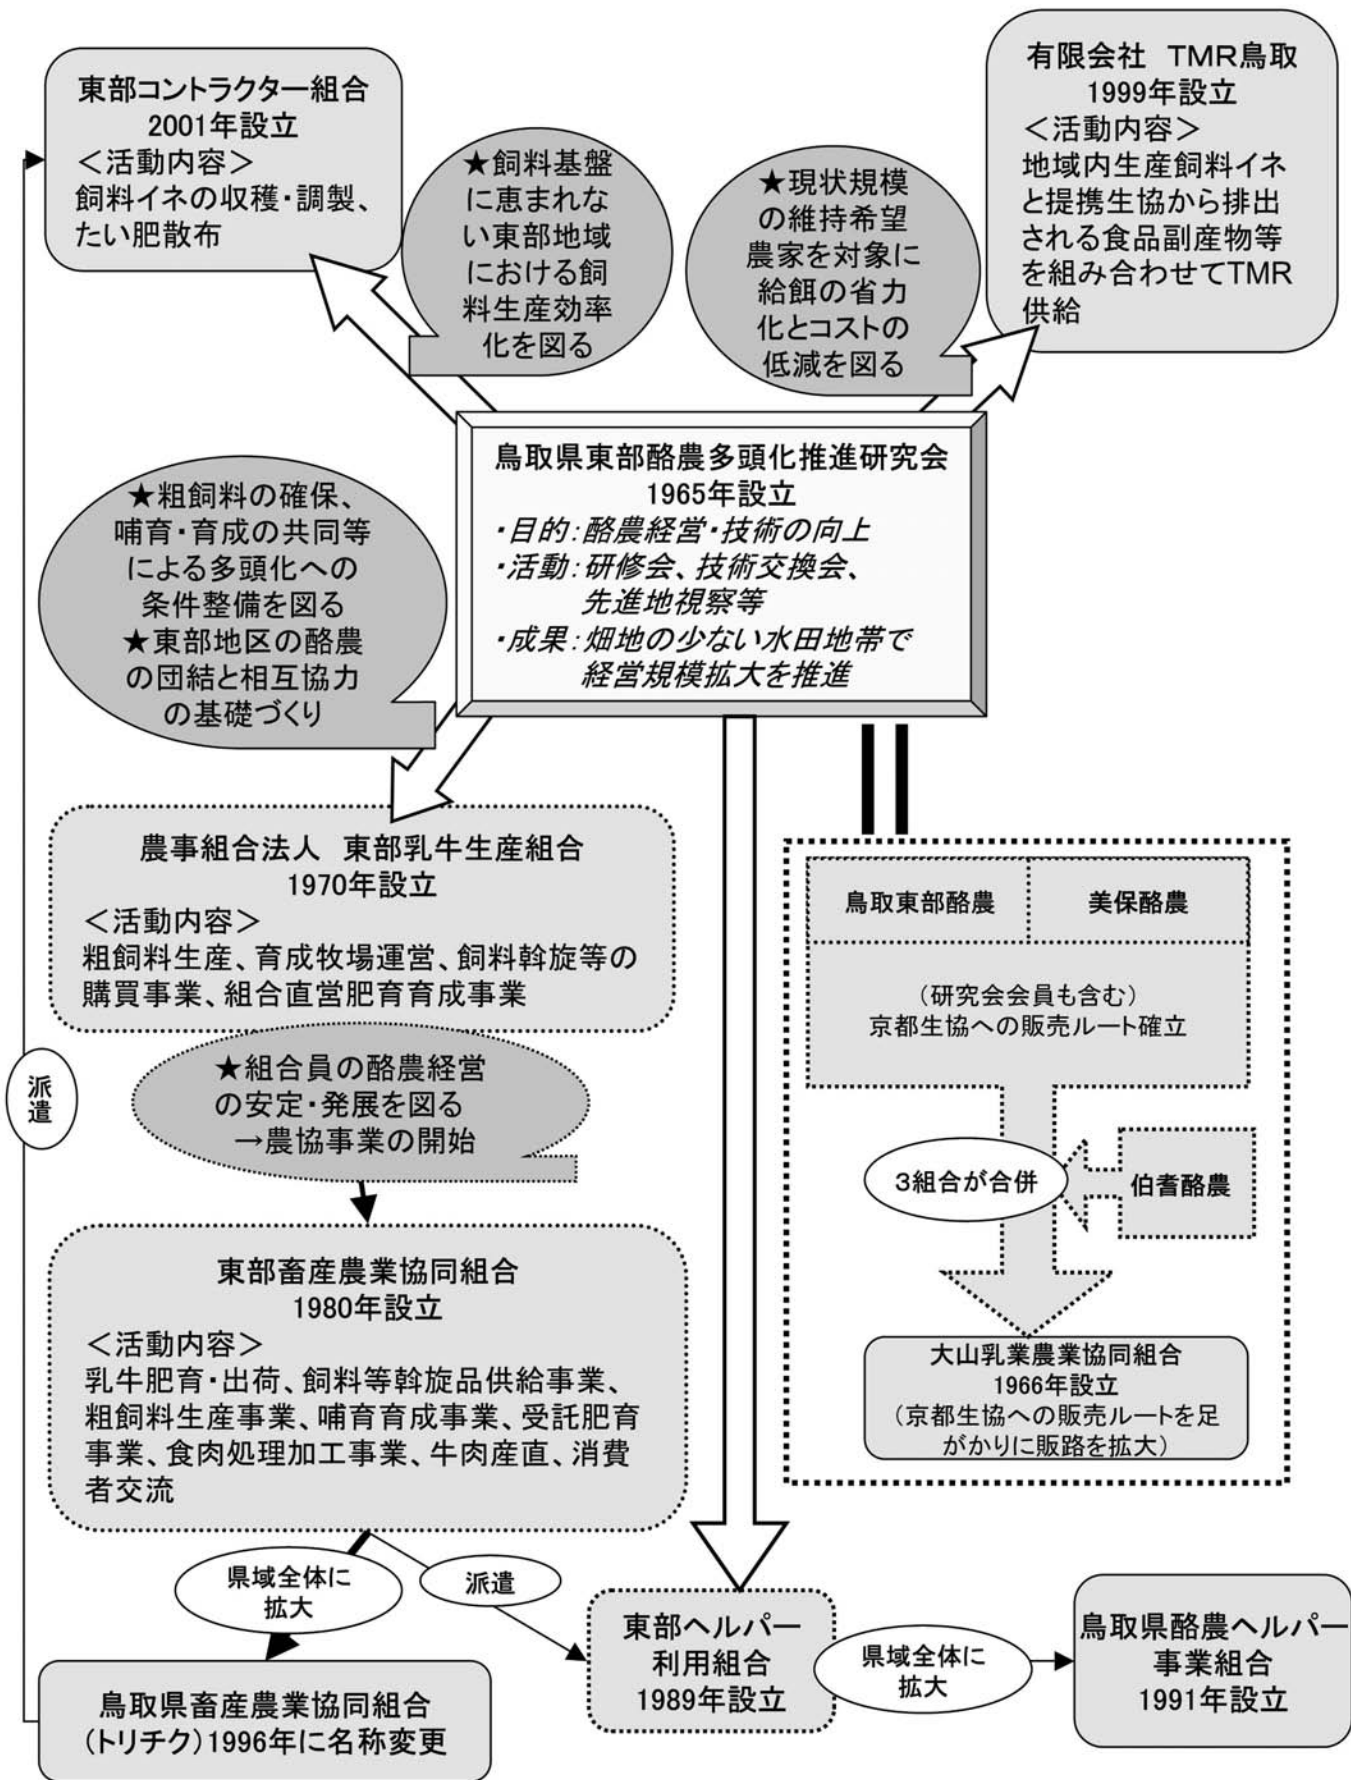 東部コントラクター組合
2001年設立
＜活動内容＞
飼料イネの収穫・調製、
たい肥散布
★飼料基盤
に恵まれな
い東部地域
における飼
料生産効率
化を図る
★現状規模
の維持希望
農家を対象に
給餌の省力
化とコストの
低減を図る
有限会社　TMR鳥取
1999年設立
＜活動内容＞
地域内生産飼料イネ
と提携生協から排出
される食品副産物等
を組み合わせてTMR
供給
鳥取県東部酪農多頭化推進研究会
1965年設立
・目的：酪農経営・技術の向上
・活動：研修会、技術交換会、
先進地視察等
・成果：畑地の少ない水田地帯で
経営規模拡大を推進
★粗飼料の確保、
哺育・育成の共同等
による多頭化への
条件整備を図る
★東部地区の酪農
の団結と相互協力
の基礎づくり
農事組合法人　東部乳牛生産組合
1970年設立
＜活動内容＞
粗飼料生産、育成牧場運営、飼料斡旋等の
購買事業、組合直営肥育育成事業
★組合員の酪農経営
の安定・発展を図る
→農協事業の開始
派遣
東部畜産農業協同組合
1980年設立
＜活動内容＞
乳牛肥育・出荷、飼料等斡旋品供給事業、
粗飼料生産事業、哺育育成事業、受託肥育
事業、食肉処理加工事業、牛肉産直、消費
者交流
鳥取東部酪農
美保酪農
（研究会会員も含む）
京都生協への販売ルート確立
3組合が合併
伯耆酪農
大山乳業農業協同組合
1966年設立
（京都生協への販売ルートを足
がかりに販路を拡大）
県域全体に
拡大
派遣
鳥取県畜産農業協同組合
（トリチク）1996年に名称変更
東部ヘルパー
利用組合
1989年設立
県域全体に
拡大
鳥取県酪農ヘルパー
事業組合
1991年設立